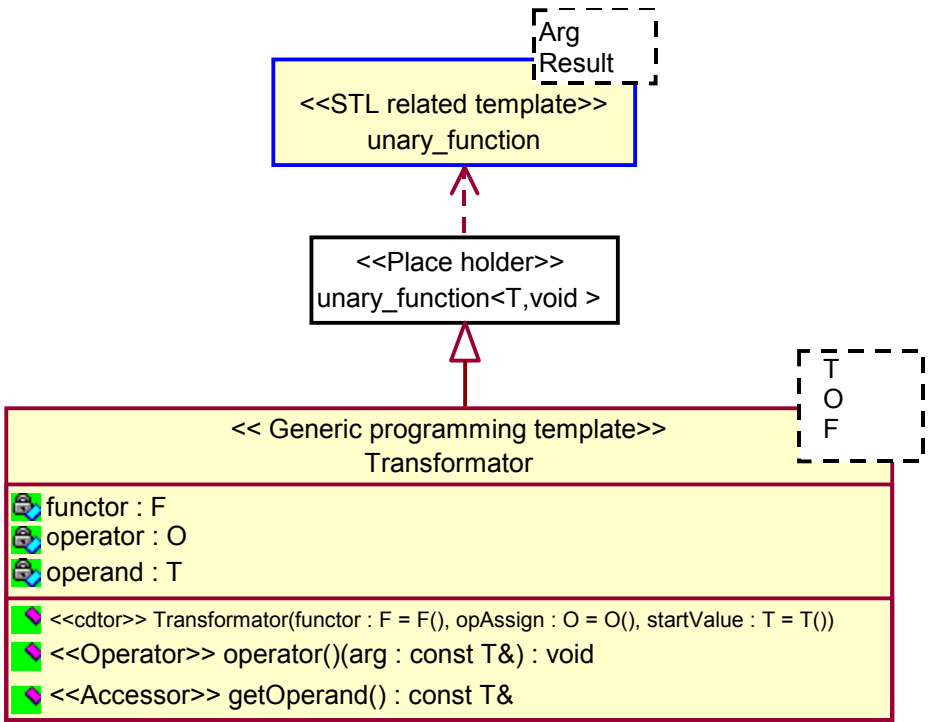 Arg
Result
<<STL related template>>
unary_function
<<Place holder>>
unary_function<T,void >
T
O
F
<< Generic programming template>>
Transformator
functor : F
operator : O
operand : T
<<cdtor>> Transformator(functor : F = F(), opAssign : O = O(), startValue : T = T())
<<Operator>> operator()(arg : const T&) : void
<<Accessor>> getOperand() : const T&